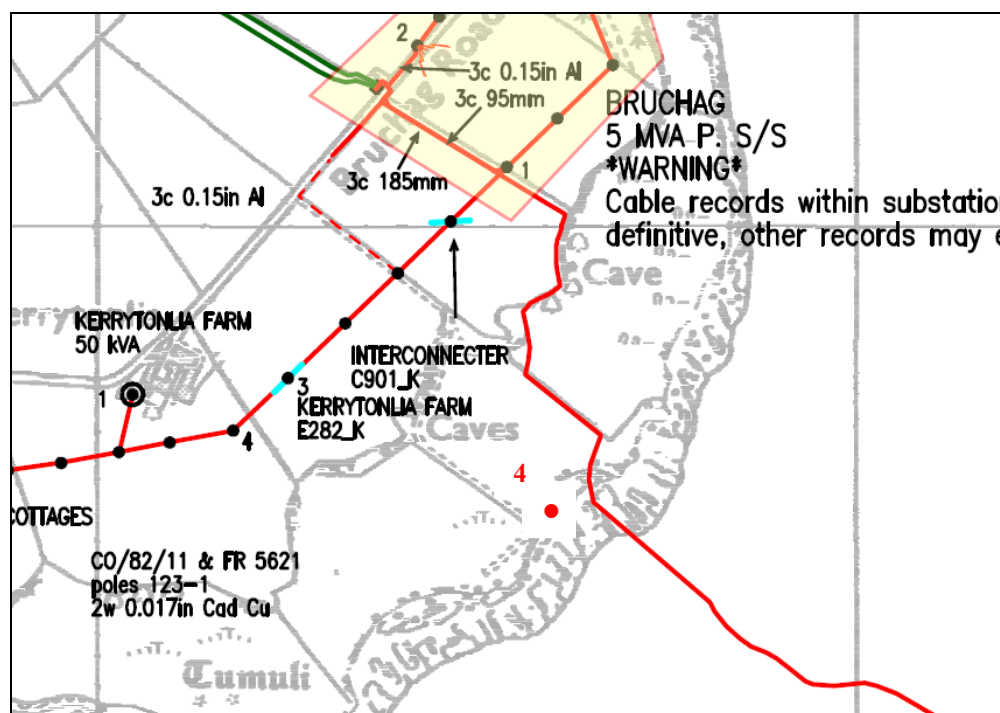 2
Bruchag Road
3c 0.15in Al
3c 95mm
BRUCHAG
5 MVA P. S/S
*WARNING*
Cable records within substation
definitive, other records may e
1
3c 185mm
3c 0.15in Al
Cave
KERRYTONLIA FARM
50 kVA
1
INTERCONNECTER
C901_K
3
KERRYTONLIA FARM
E282_K
4
Caves
4
COTTAGES
CO/82/11 & FR 5621
poles 123-1
2w 0.017in Cad Cu
Tumuli